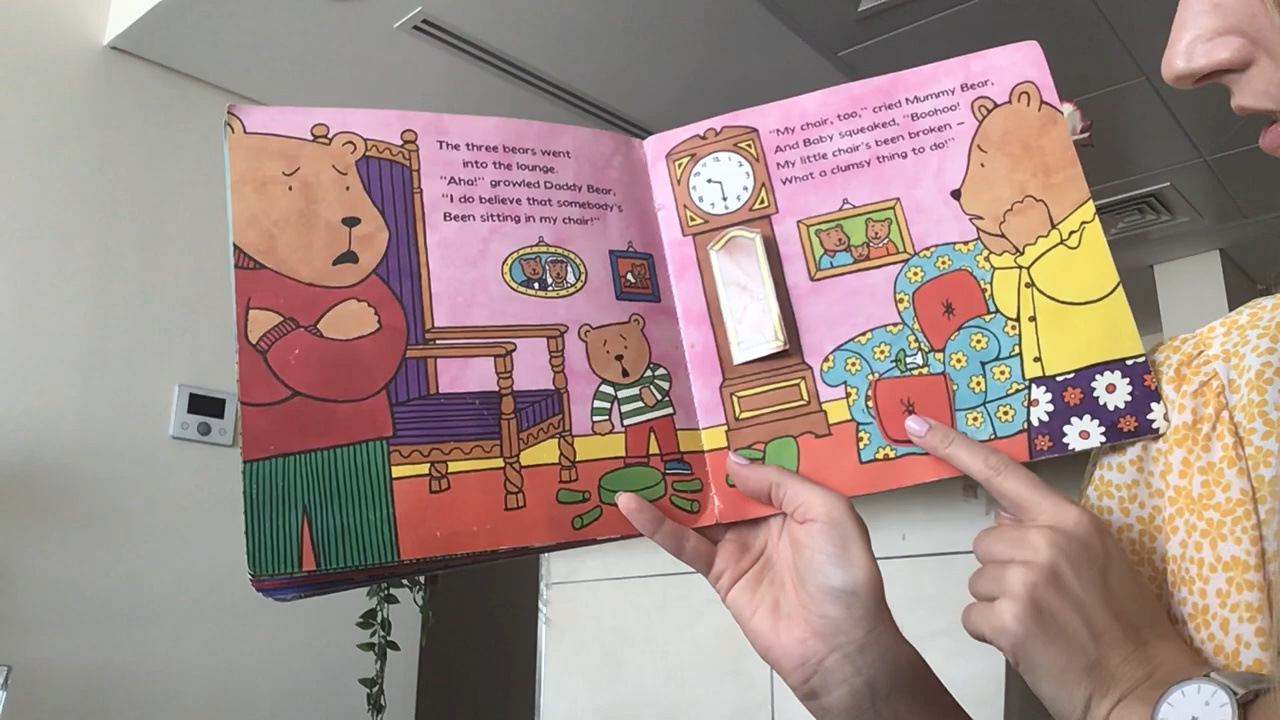 The three bears went
into the lounge.
"Aha!" growled Daddy Bear,
"I do believe that somebody's
Been sitting in my chair!"
"My chair, too," cried Mummy Bear,
And Baby squeaked, "Boohoo!
My little chair's been broken –
What a clumsy thing to do!"